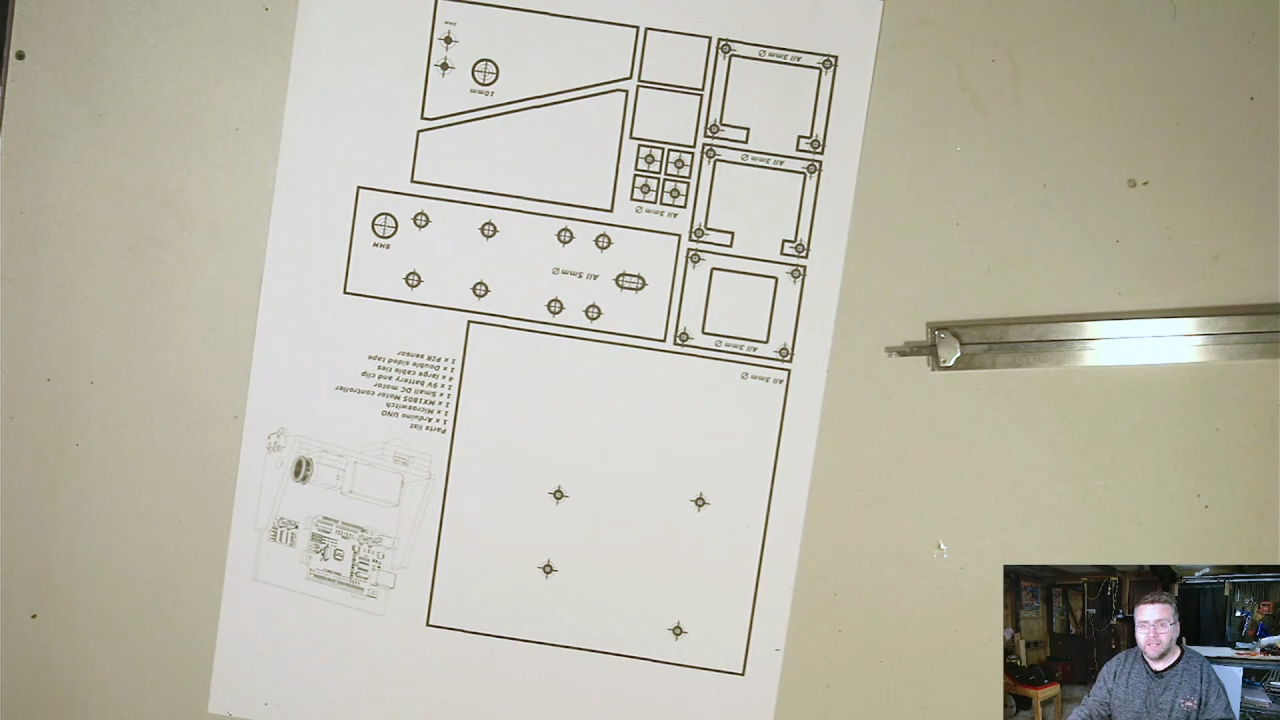 Parts list
1 x Arduino UNO
1 x Microswitch
1 x MX1805 Motor controller
1 x Small DC motor
1 x 9V battery and clip
4 x large cable ties
1 x Double sided tape
1 x PIR sensor
All 3mm Ø
All 3mm Ø
All 5mm Ø
8MM
All 3mm Ø
All 3mm Ø
All 3mm Ø
10mm